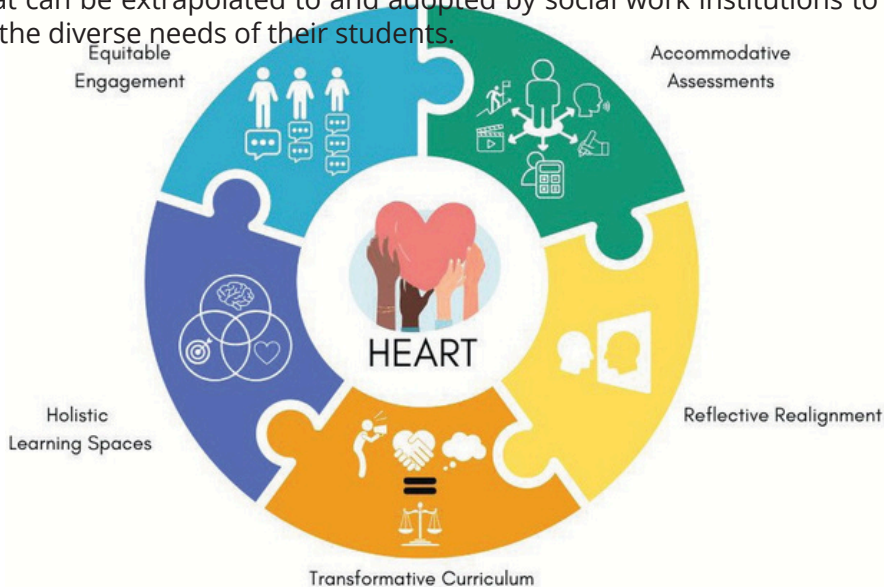 at can be extrapolated to and adopted by social work institutions to
the diverse needs of their students.
Equitable
Engagement
Accommodative
Assessments
HEART
Holistic
Learning Spaces
Reflective Realignment
Transformative Curriculum